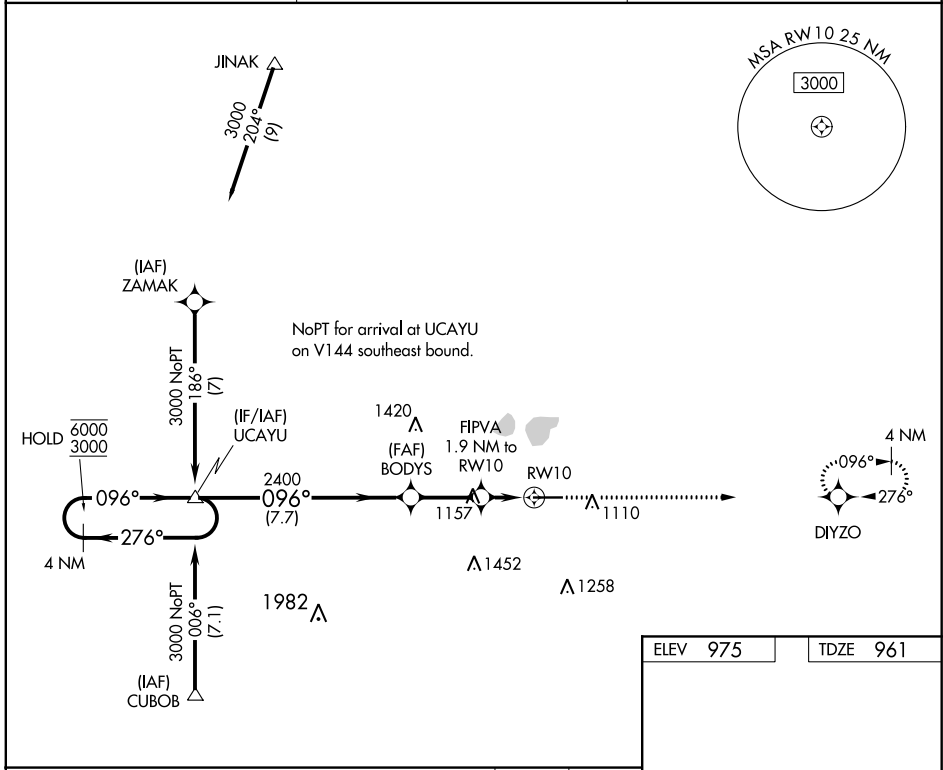 JINAK
3000
204°
(9)
MSA RW10 25 NM
3000
(IAF)
ZAMAK
3000 NoPT
186°
(7)
NoPT for arrival at UCAYU
on V144 southeast bound.
HOLD 6000
3000
(IF/IAF)
UCAYU
1420
(FAF)
BODYS
FIPVA
1.9 NM to
RW10
RW10
4 NM
096°
276°
DIYZO
096°
2400
096°
(7.7)
1157
1110
276°
4 NM
1452
1258
1982
3000 NoPT
006°
(7.1)
(IAF)
CUBOB
ELEV 975
TDZE 961